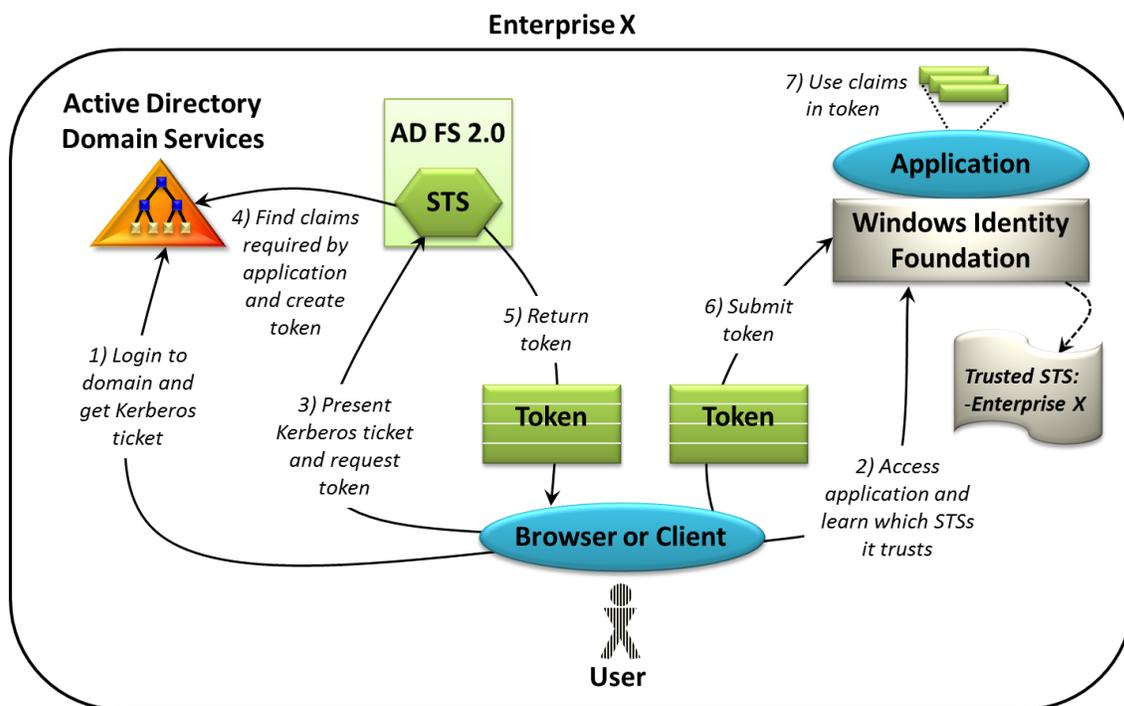 Enterprise X
Active Directory
Domain Services
AD FS 2.0
STS
7) Use claims
in token
Application
Windows Identity
Foundation
4) Find claims
required by
application
and create
token
5) Return
token
6) Submit
token
1) Login to
domain and
get Kerberos
ticket
3) Present
Kerberos ticket
and request
token
Token
Token
Trusted STS:
-Enterprise X
2) Access
application and
learn which STSs
it trusts
Browser or Client
User